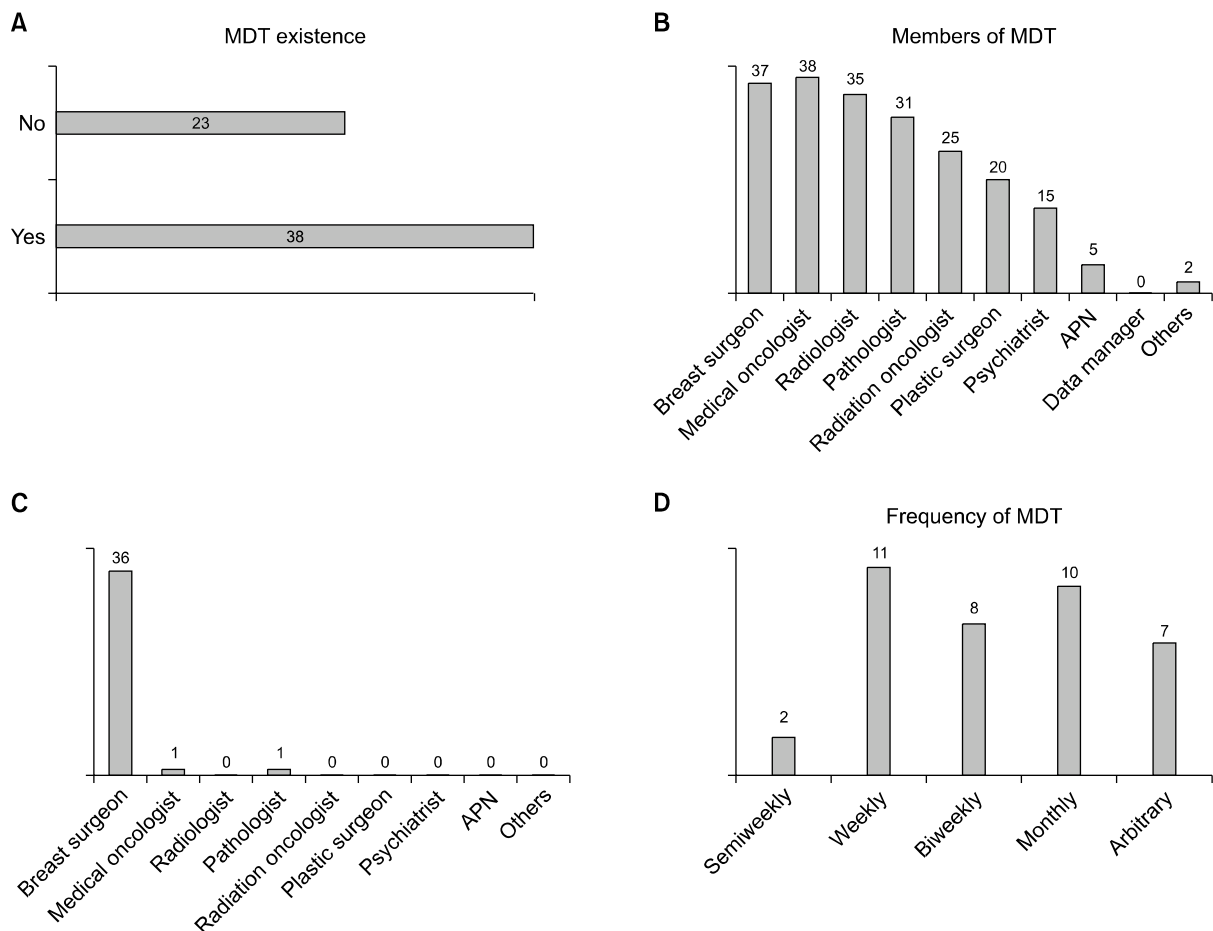 A
MDT existence
No
23
Yes
38
B
Members of MDT
37
38
35
31
25
20
15
5
0
2
Breast surgeon
Medical oncologist
Radiologist
Pathologist
Radiation oncologist
Plastic surgeon
Psychiatrist
APN
Data manager
Others
C
36
1
0
1
0
0
0
0
0
Breast surgeon
Medical oncologist
Radiologist
Pathologist
Radiation oncologist
Plastic surgeon
Psychiatrist
APN
Others
D
Frequency of MDT
2
11
8
10
7
Semiweekly
Weekly
Biweekly
Monthly
Arbitrary